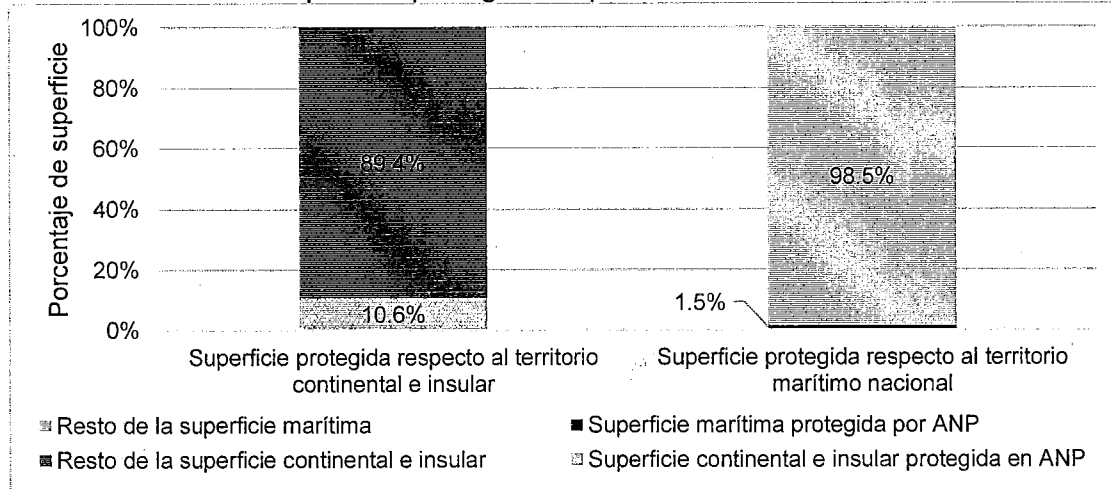 100%
80%
60%
40%
20%
0%
Porcentaje de superficie
89.4%
10.6%
98.5%
1.5%
Superficie protegida respecto al territorio
continental e insular
Superficie protegida respecto al territorio
marítimo nacional
Resto de la superficie marítima
Superficie marítima protegida por ANP
Resto de la superficie continental e insular
Superficie continental e insular protegida en ANP